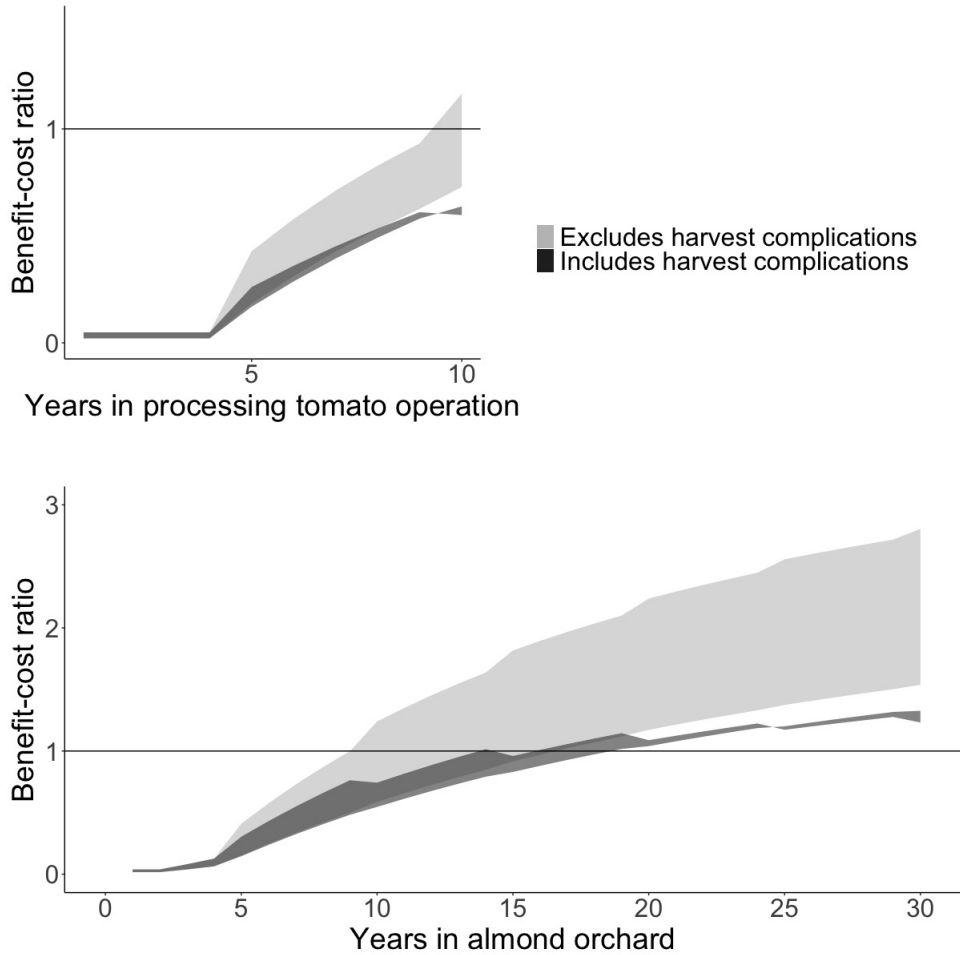 Benefit-cost ratio
1
0
5 10
Years in processing tomato operation
Excludes harvest complications
Includes harvest complications
Benefit-cost ratio
3
2
1
0
0 5 10 15 20 25 30
Years in almond orchard